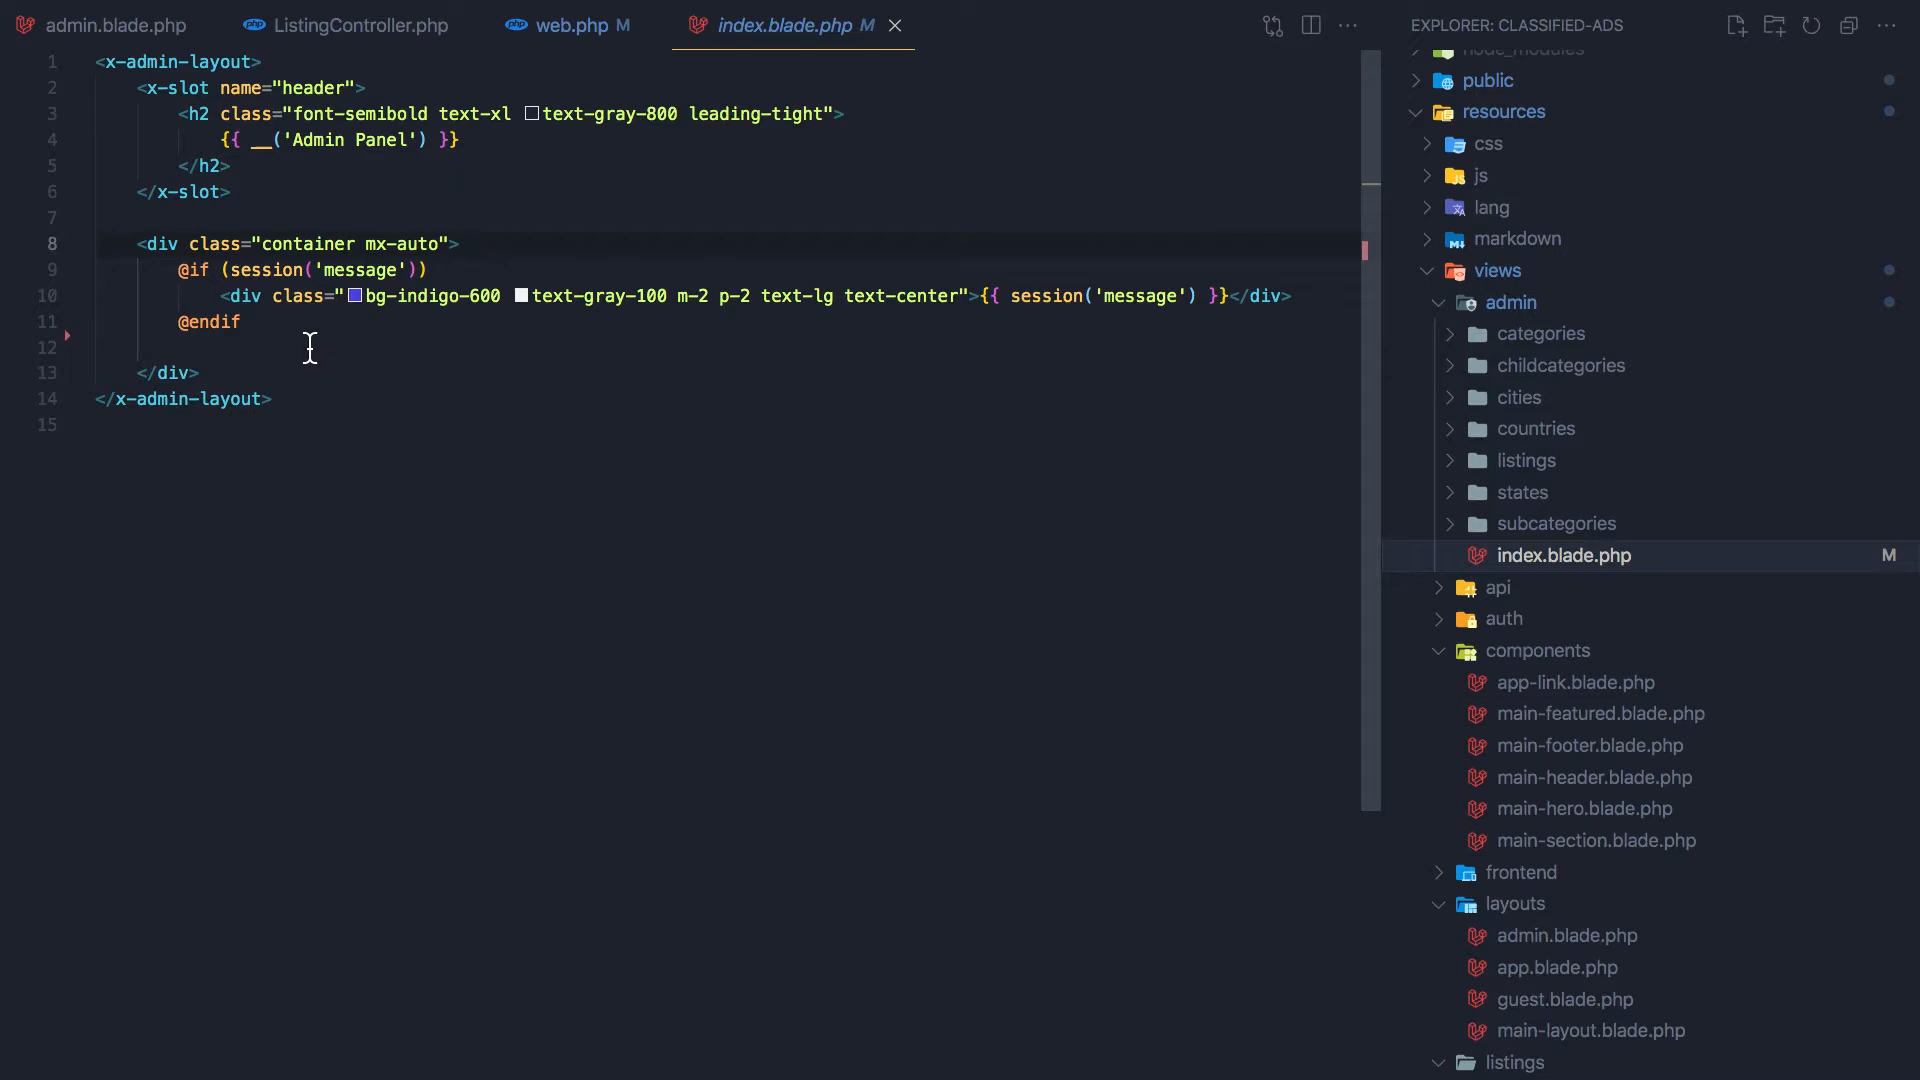 admin.blade.php
ListingController.php
web.php M
index.blade.php M
EXPLORER: CLASSIFIED-ADS
1 <x-admin-layout>
2 <x-slot name="header">
3 <h2 class="font-semibold text-xl text-gray-800 leading-tight">
4 {{ __('Admin Panel') }}
5 </h2>
6 </x-slot>
7
8 <div class="container mx-auto">
9 @if (session('message'))
10 <div class="bg-indigo-600 text-gray-100 m-2 p-2 text-lg text-center">{{ session('message') }}</div>
11 @endif
12
13 </div>
14 </x-admin-layout>
15
node_modules
public
resources
css
js
lang
markdown
views
admin
categories
childcategories
cities
countries
listings
states
subcategories
index.blade.php M
api
auth
components
app-link.blade.php
main-featured.blade.php
main-footer.blade.php
main-header.blade.php
main-hero.blade.php
main-section.blade.php
frontend
layouts
admin.blade.php
app.blade.php
guest.blade.php
main-layout.blade.php
listings